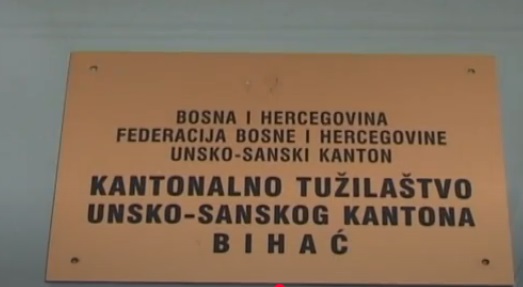 BOSNA I HERCEGOVINA
FEDERACIJA BOSNE I HERCEGOVINE
UNSKO-SANSKI KANTON
KANTONALNO TUŽILAŠTVO
UNSKO-SANSKOG KANTONA
BIHAĆ